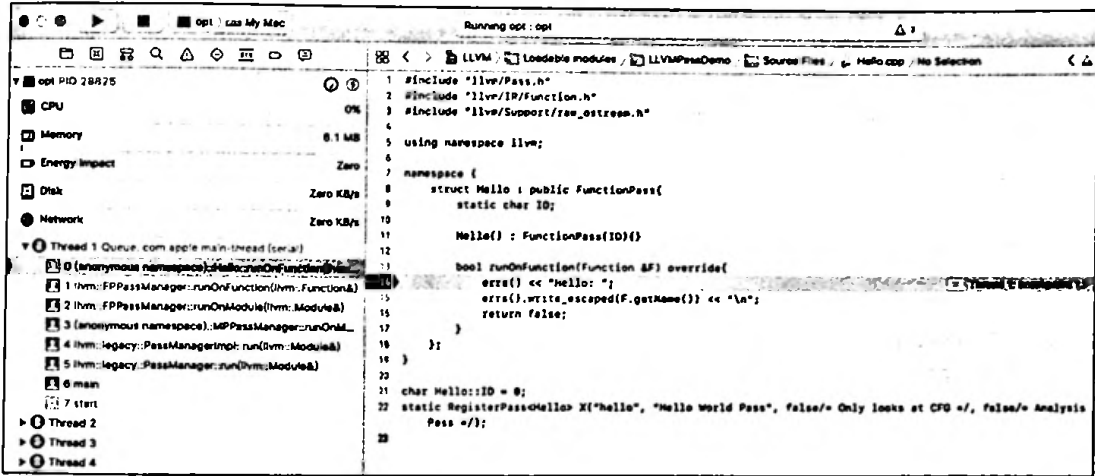 opt
My Mac
Running opt : opt
LLVM
Loadable modules
LLVMPassDemo
Source Files
Hello.cpp
No Selection
opt PID 28825
CPU
0%
Memory
6.1 MB
Energy Impact
Zero
Disk
Zero KB/s
Network
Zero KB/s
Thread 1 Queue: com.apple.main-thread (serial)
0 (anonymous namespace)::Hello::runOnFunction(
1 llvm::FPPassManager::runOnFunction(llvm::Function&)
2 llvm::FPPassManager::runOnModule(llvm::Module&)
3 (anonymous namespace)::MPPassManager::runOnM...
4 llvm::legacy::PassManagerImpl::run(llvm::Module&)
5 llvm::legacy::PassManager::run(llvm::Module&)
6 main
7 start
Thread 2
Thread 3
Thread 4
1 #include "llvm/Pass.h"
2 #include "llvm/IR/Function.h"
3 #include "llvm/Support/raw_ostream.h"
4
5 using namespace llvm;
6
7 namespace {
8 struct Hello : public FunctionPass{
9 static char ID;
10
11 Hello() : FunctionPass(ID){}
12
13 bool runOnFunction(Function &F) override{
14 errs() << "Hello: ";
15 errs().write_escaped(F.getName()) << "\n";
16 return false;
17 }
18 };
19 }
20
21 char Hello::ID = 0;
22 static RegisterPass<Hello> X("hello", "Hello World Pass", false/* Only looks at CFG */, false/* Analysis
Pass */);
23